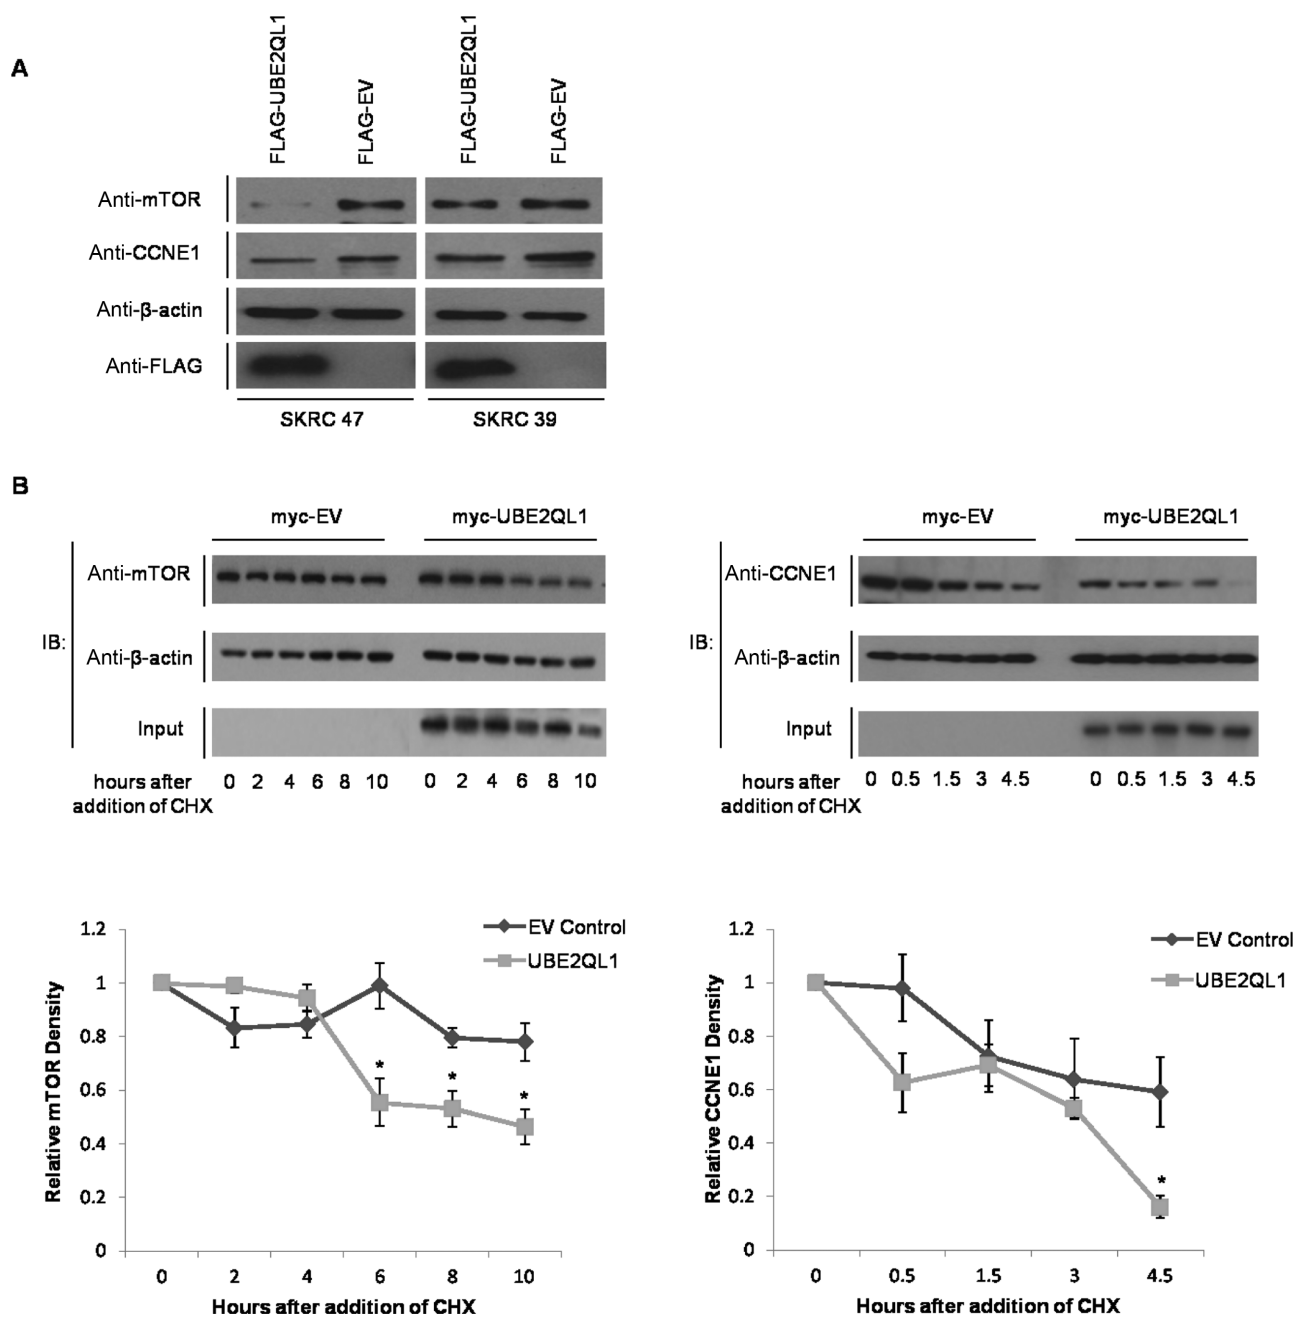 A
FLAG-UBE2QL1
FLAG-EV
FLAG-UBE2QL1
FLAG-EV
Anti-mTOR
Anti-CCNE1
Anti-β-actin
Anti-FLAG
SKRC 47
SKRC 39
B
myc-EV
myc-UBE2QL1
IB:
Anti-mTOR
Anti-β-actin
Input
hours after
addition of CHX
0 2 4 6 8 10
0 2 4 6 8 10
myc-EV
myc-UBE2QL1
IB:
Anti-CCNE1
Anti-β-actin
Input
hours after
addition of CHX
0 0.5 1.5 3 4.5
0 0.5 1.5 3 4.5
Relative mTOR Density
1.2
1
0.8
0.6
0.4
0.2
0
EV Control
UBE2QL1
*
*
*
0 2 4 6 8 10
Hours after addition of CHX
Relative CCNE1 Density
1.2
1
0.8
0.6
0.4
0.2
0
EV Control
UBE2QL1
*
0 0.5 1.5 3 4.5
Hours after addition of CHX